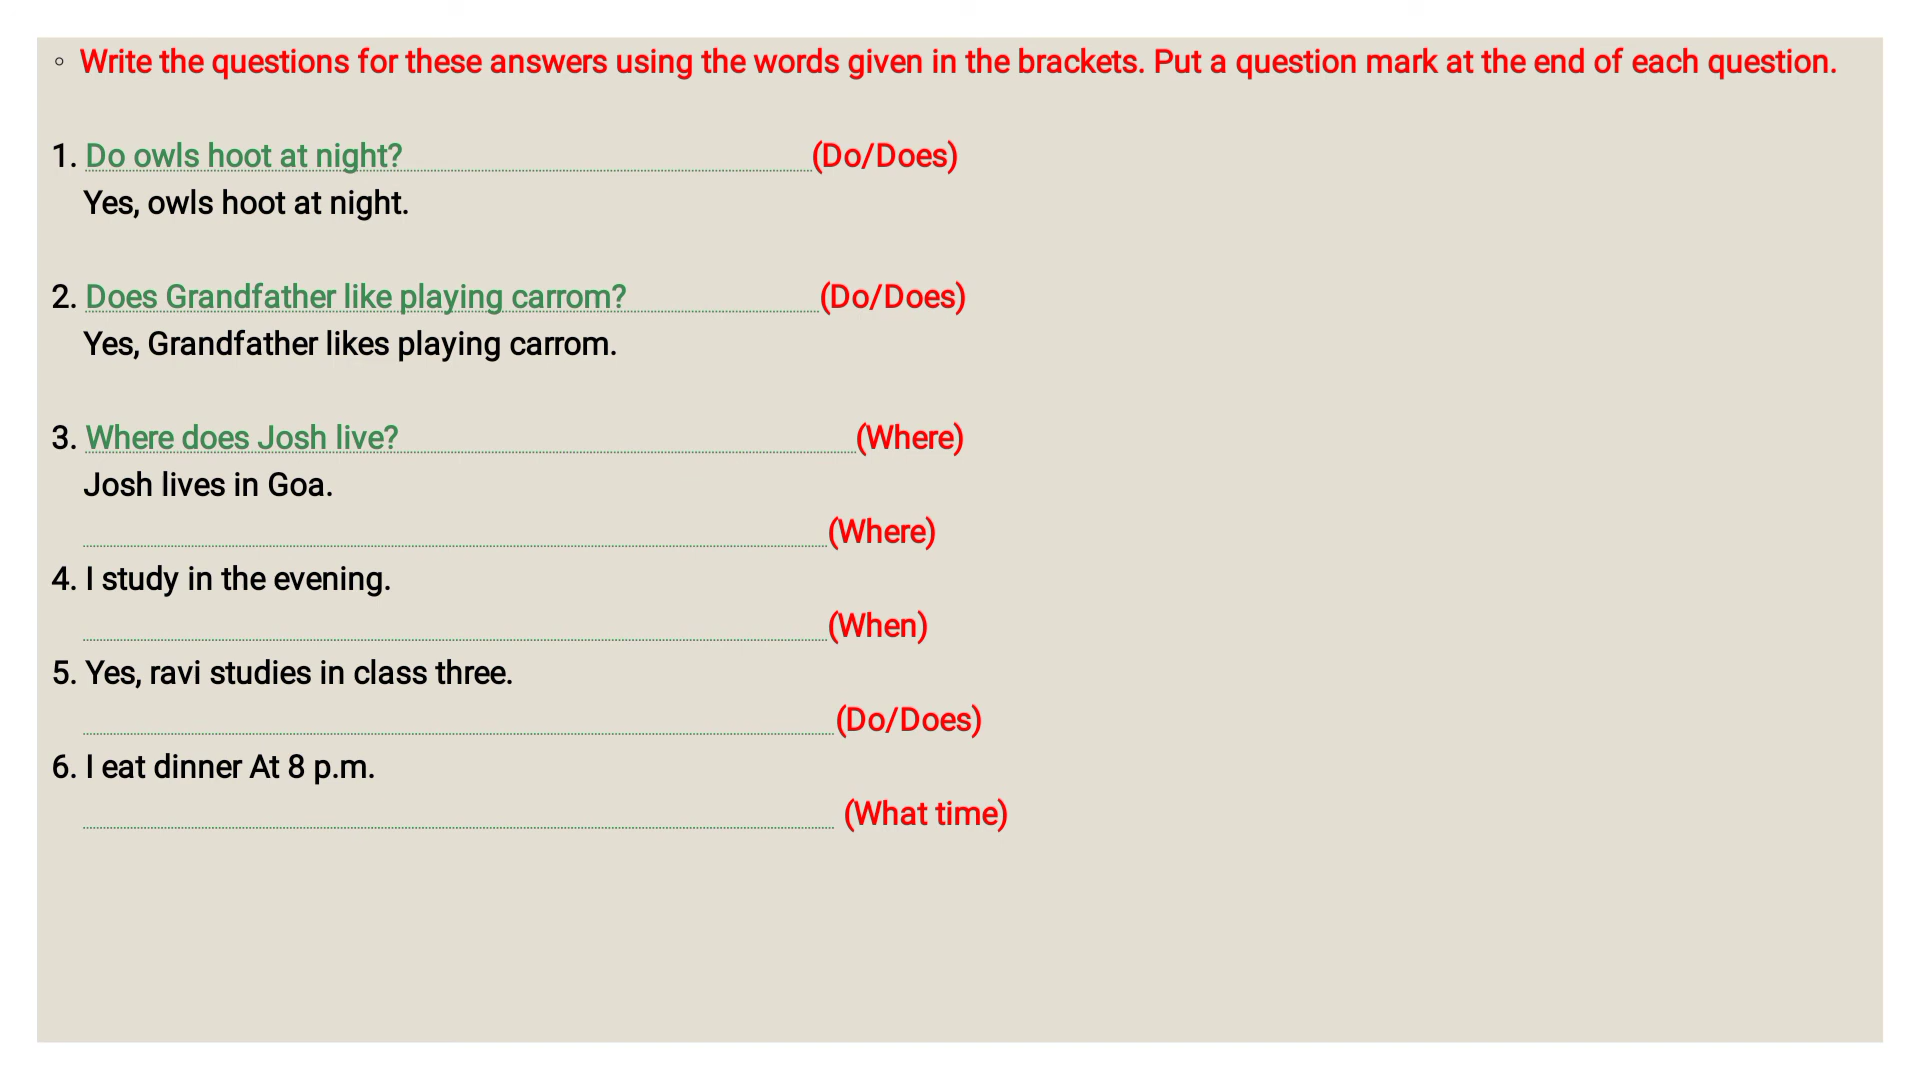 ◦ Write the questions for these answers using the words given in the brackets. Put a question mark at the end of each question.
1. Do owls hoot at night? (Do/Does)
Yes, owls hoot at night.
2. Does Grandfather like playing carrom? (Do/Does)
Yes, Grandfather likes playing carrom.
3. Where does Josh live? (Where)
Josh lives in Goa.
(Where)
4. I study in the evening.
(When)
5. Yes, ravi studies in class three.
(Do/Does)
6. I eat dinner At 8 p.m.
(What time)